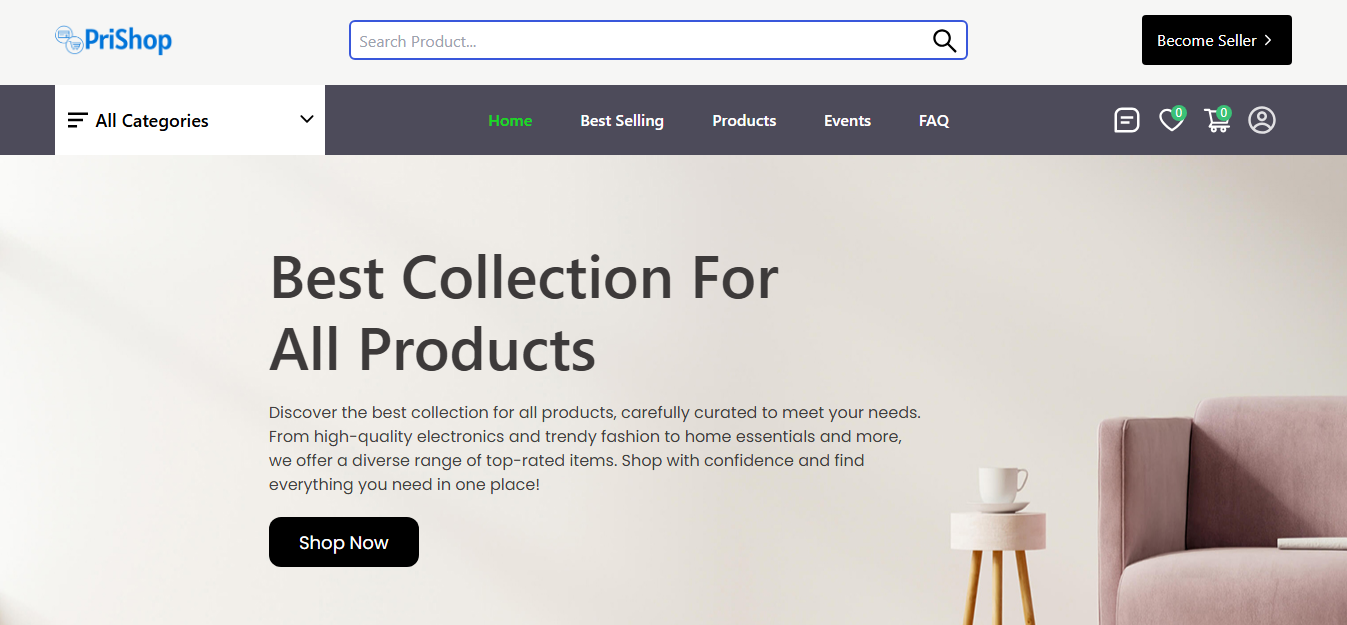 PriShop
Search Product...
Become Seller
All Categories
Home
Best Selling
Products
Events
FAQ
0
0
Best Collection For
All Products
Discover the best collection for all products, carefully curated to meet your needs.
From high-quality electronics and trendy fashion to home essentials and more,
we offer a diverse range of top-rated items. Shop with confidence and find
everything you need in one place!
Shop Now